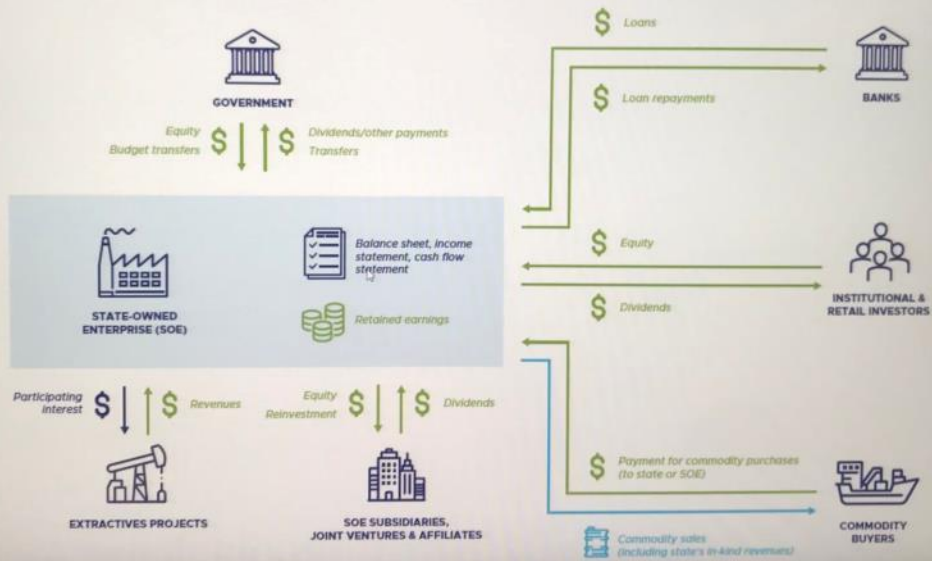 $ Loans
GOVERNMENT
BANKS
$ Loan repayments
Equity
Budget transfers
$ $
Dividends/other payments
Transfers
Balance sheet, income
statement, cash flow
statement
STATE-OWNED
ENTERPRISE (SOE)
Retained earnings
$ Equity
INSTITUTIONAL &
RETAIL INVESTORS
$ Dividends
Participating
interest
$ $ Revenues
Equity
Reinvestment
$ $ Dividends
EXTRACTIVES PROJECTS
SOE SUBSIDIARIES,
JOINT VENTURES & AFFILIATES
$ Payment for commodity purchases
(to state or SOE)
COMMODITY
BUYERS
Commodity sales
(including state's in-kind revenues)